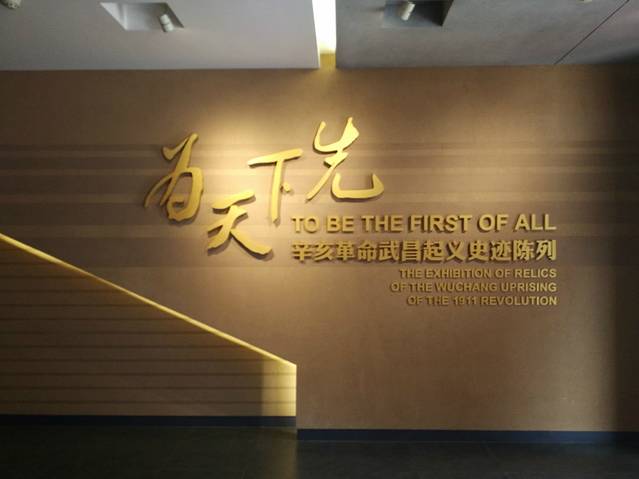 为天下先
TO BE THE FIRST OF ALL
辛亥革命武昌起义史迹陈列
THE EXHIBITION OF RELICS
OF THE WUCHANG UPRISING
OF THE 1911 REVOLUTION